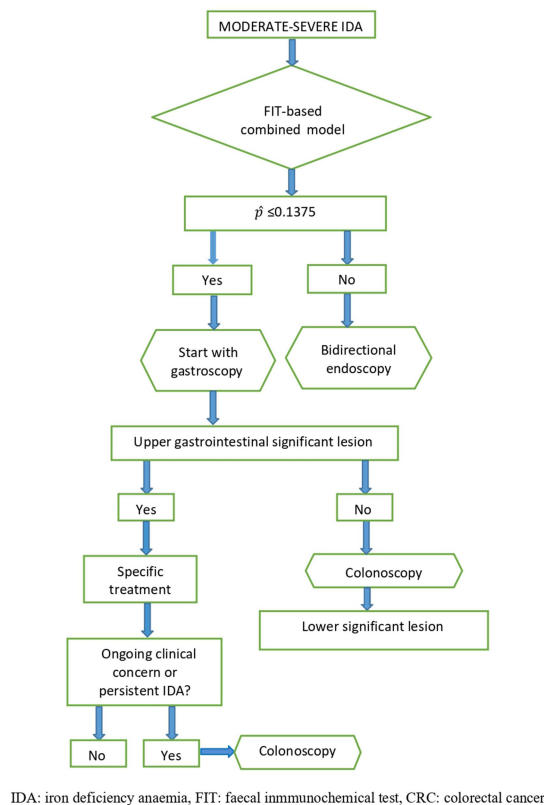 MODERATE-SEVERE IDA
FIT-based
combined model
p̂ ≤0.1375
Yes
No
Start with
gastroscopy
Bidirectional
endoscopy
Upper gastrointestinal significant lesion
Yes
No
Specific
treatment
Colonoscopy
Lower significant lesion
Ongoing clinical
concern or
persistent IDA?
No
Yes
Colonoscopy
IDA: iron deficiency anaemia, FIT: faecal inmmunochemical test, CRC: colorectal cancer